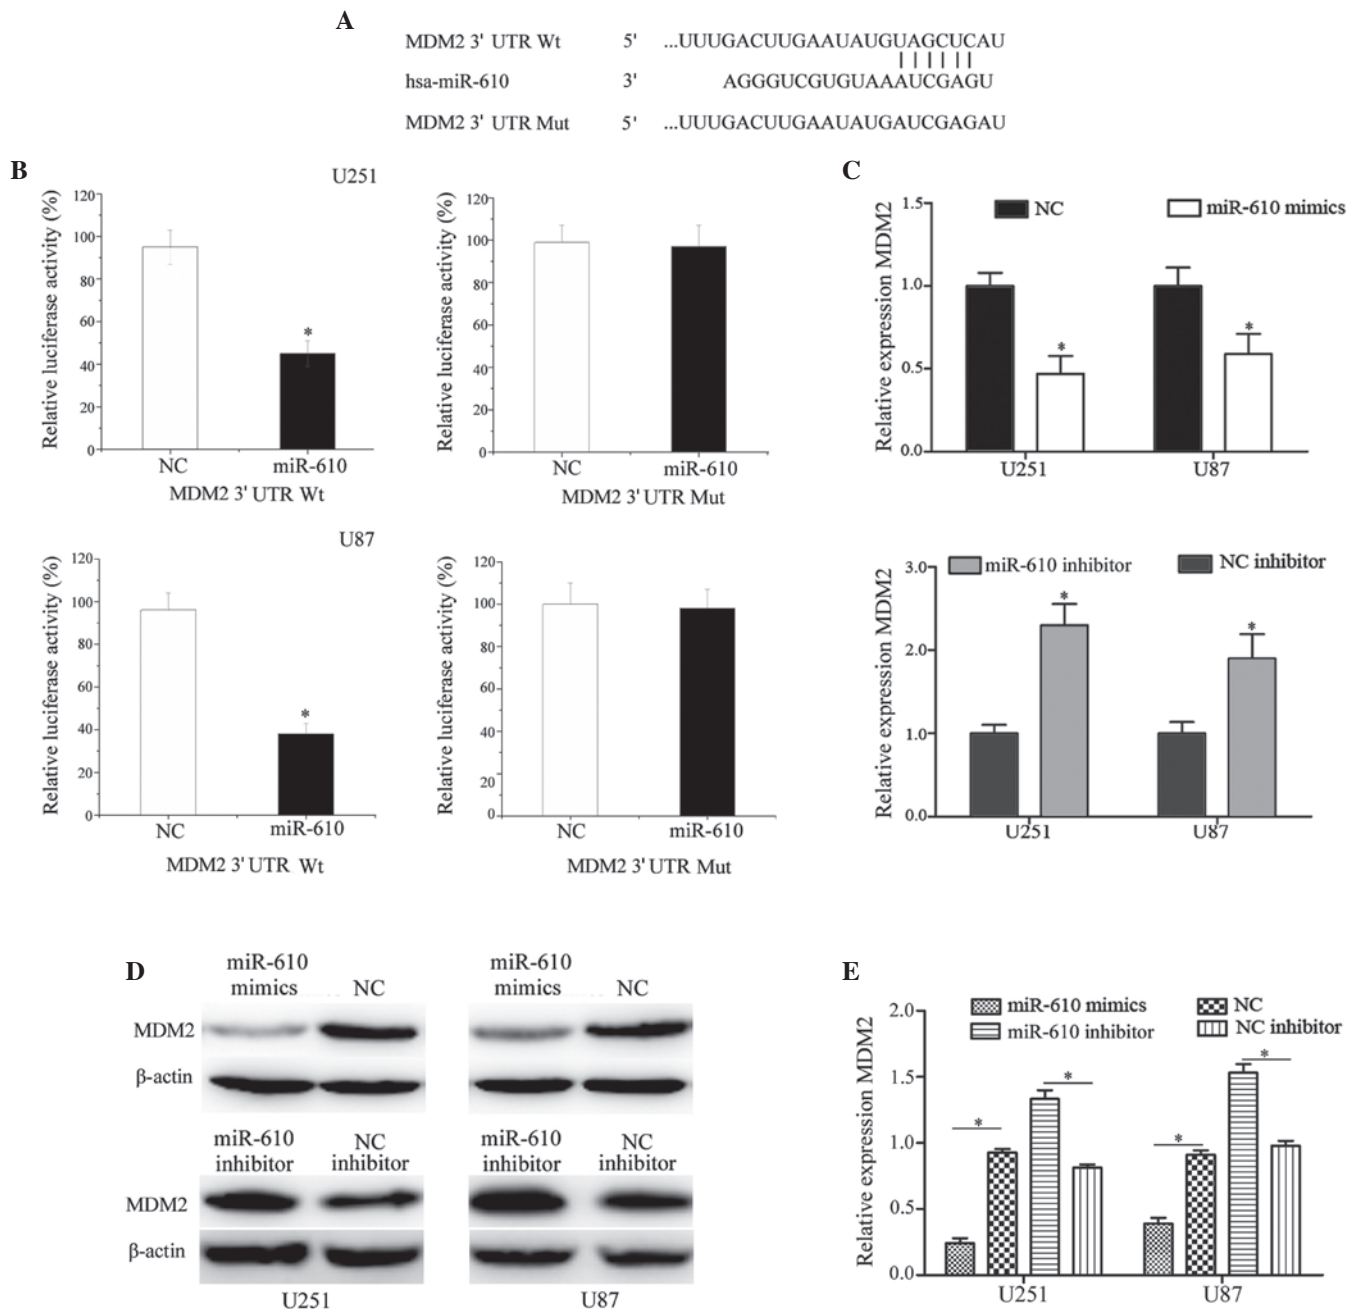 A
MDM2 3' UTR Wt 5' ...UUUGACUUGAAUAUGUAGCUCAU
hsa-miR-610 3' AGGGUCGUGUAAAUCGAGU
MDM2 3' UTR Mut 5' ...UUUGACUUGAAUAUGAUCGAGAU
B
U251
Relative luciferase activity (%)
120
100
80
60
40
20
0
NC miR-610
MDM2 3' UTR Wt
Relative luciferase activity (%)
120
100
80
60
40
20
0
NC miR-610
MDM2 3' UTR Mut
*
U87
Relative luciferase activity (%)
120
100
80
60
40
20
0
NC miR-610
MDM2 3' UTR Wt
*
Relative luciferase activity (%)
120
100
80
60
40
20
0
NC miR-610
MDM2 3' UTR Mut
C
NC miR-610 mimics
Relative expression MDM2
1.5
1.0
0.5
0.0
* *
U251 U87
miR-610 inhibitor NC inhibitor
Relative expression MDM2
3.0
2.0
1.0
0.0
* *
U251 U87
D
miR-610 mimics NC miR-610 mimics NC
MDM2
β-actin
miR-610 inhibitor NC inhibitor miR-610 inhibitor NC inhibitor
MDM2
β-actin
U251 U87
E
miR-610 mimics NC
miR-610 inhibitor NC inhibitor
Relative expression MDM2
2.0
1.5
1.0
0.5
0.0
* * * *
U251 U87